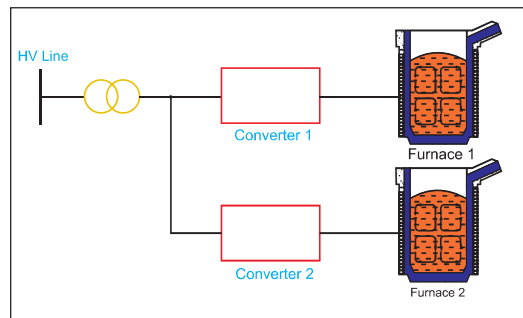 HV Line
Converter 1
Furnace 1
Converter 2
Furnace 2